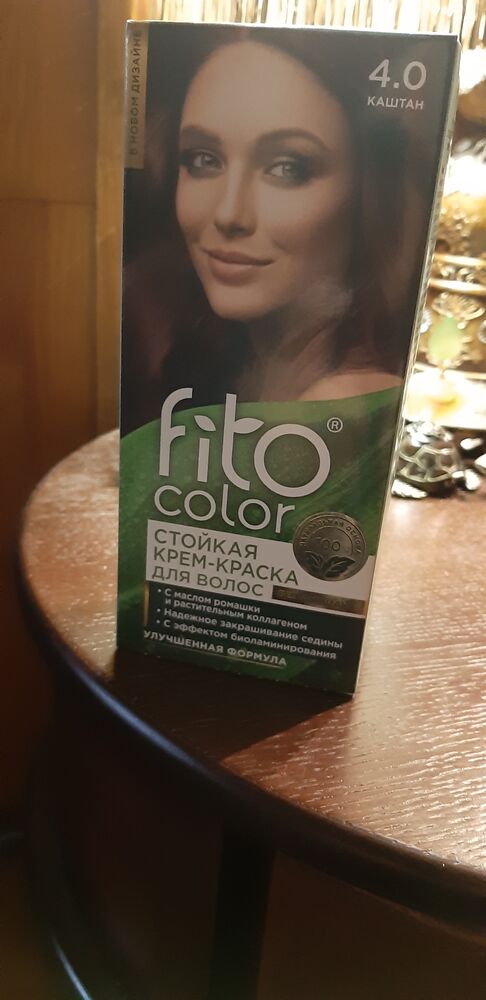 В НОВОМ ДИЗАЙНЕ
4.0
КАШТАН
fito®
color
СТОЙКАЯ
КРЕМ-КРАСКА
ДЛЯ ВОЛОС
• С маслом ромашки
и растительным коллагеном
• Надежное закрашивание седины
• С эффектом биоламинирования
УЛУЧШЕННАЯ ФОРМУЛА